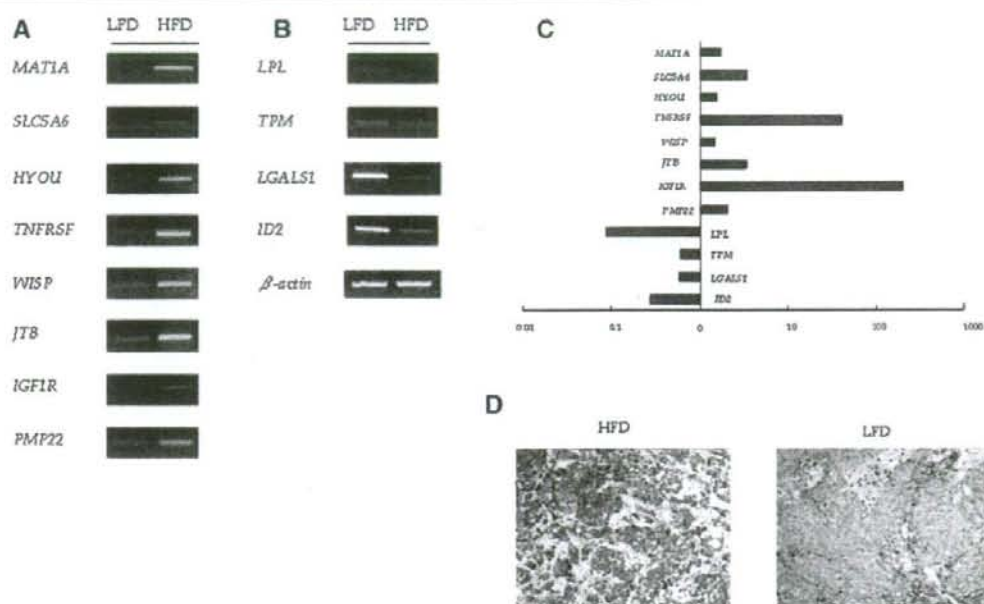 A
LFD HFD
MAT1A
SLC5A6
HYOU
TNFRSF
WISP
JTB
IGF1R
PMP22
B
LFD HFD
LPL
TPM
LGALS1
ID2
β-actin
C
MAT1A
SLC5A6
HYOU
TNFRSF
WISP
JTB
IGF1R
PMP22
LPL
TPM
LGALS1
ID2
0.01 0.1 0 10 100 1000
D
HFD LFD